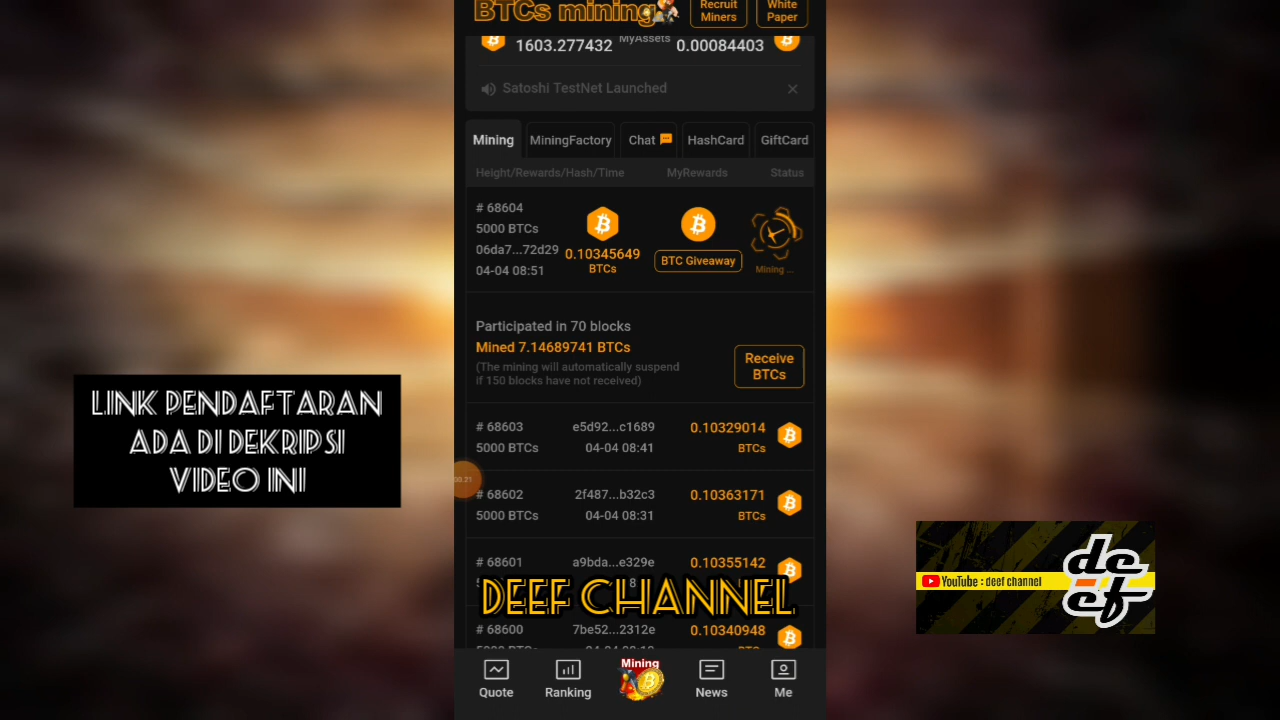 BTCs mining
Recruit
Miners
White
Paper
1603.277432
MyAssets
0.00084403
Satoshi TestNet Launched
Mining
MiningFactory
Chat
HashCard
GiftCard
Height/Rewards/Hash/Time
MyRewards
Status
# 68604
5000 BTCs
06da7...72d29
04-04 08:51
0.10345649
BTCs
BTC Giveaway
Mining ...
Participated in 70 blocks
Mined 7.14689741 BTCs
(The mining will automatically suspend
if 150 blocks have not received)
Receive
BTCs
# 68603
e5d92...c1689
0.10329014
5000 BTCs
04-04 08:41
BTCs
00:21
# 68602
2f487...b32c3
0.10363171
5000 BTCs
04-04 08:31
BTCs
# 68601
a9bda...e329e
0.10355142
DEEF CHANNEL
# 68600
7be52...2312e
0.10340948
Quote
Ranking
Mining
News
Me
LINK PENDAFTARAN
ADA DI DEKRIPSI
VIDEO INI
YouTube : deef channel
de
ef